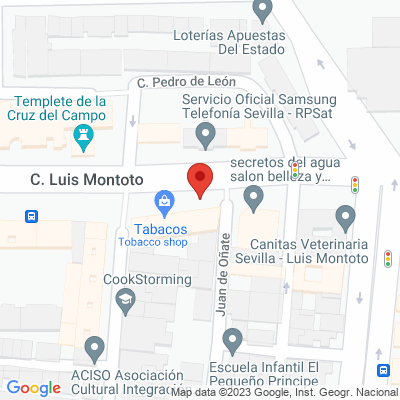 Loterías Apuestas
Del Estado
C. Pedro de León
Templete de la
Cruz del Campo
Servicio Oficial Samsung
Telefonía Sevilla - RPSat
secretos del agua
salon belleza y...
C. Luis Montoto
Tabacos
Tobacco shop
Canitas Veterinaria
Sevilla - Luis Montoto
Juan de Oñate
CookStorming
ACISO Asociación
Cultural Integración
Escuela Infantil El
Pequeño Principe
Google
Map data ©2023 Google, Inst. Geogr. Nacional